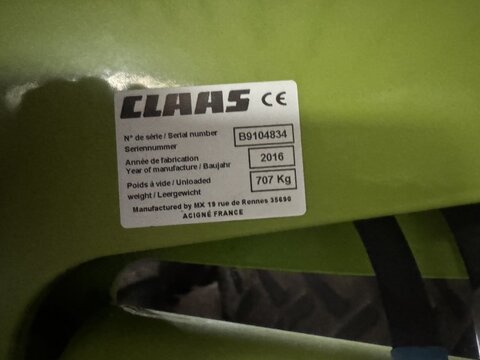 CLAAS CE
N° de série / Serial number
Seriennummer
B9104834
Année de fabrication
Year of manufacture / Baujahr
2016
Poids à vide / Unloaded
weight / Leergewicht
707 Kg
Manufactured by MX 19 rue de Rennes 35690
ACIGNÉ FRANCE